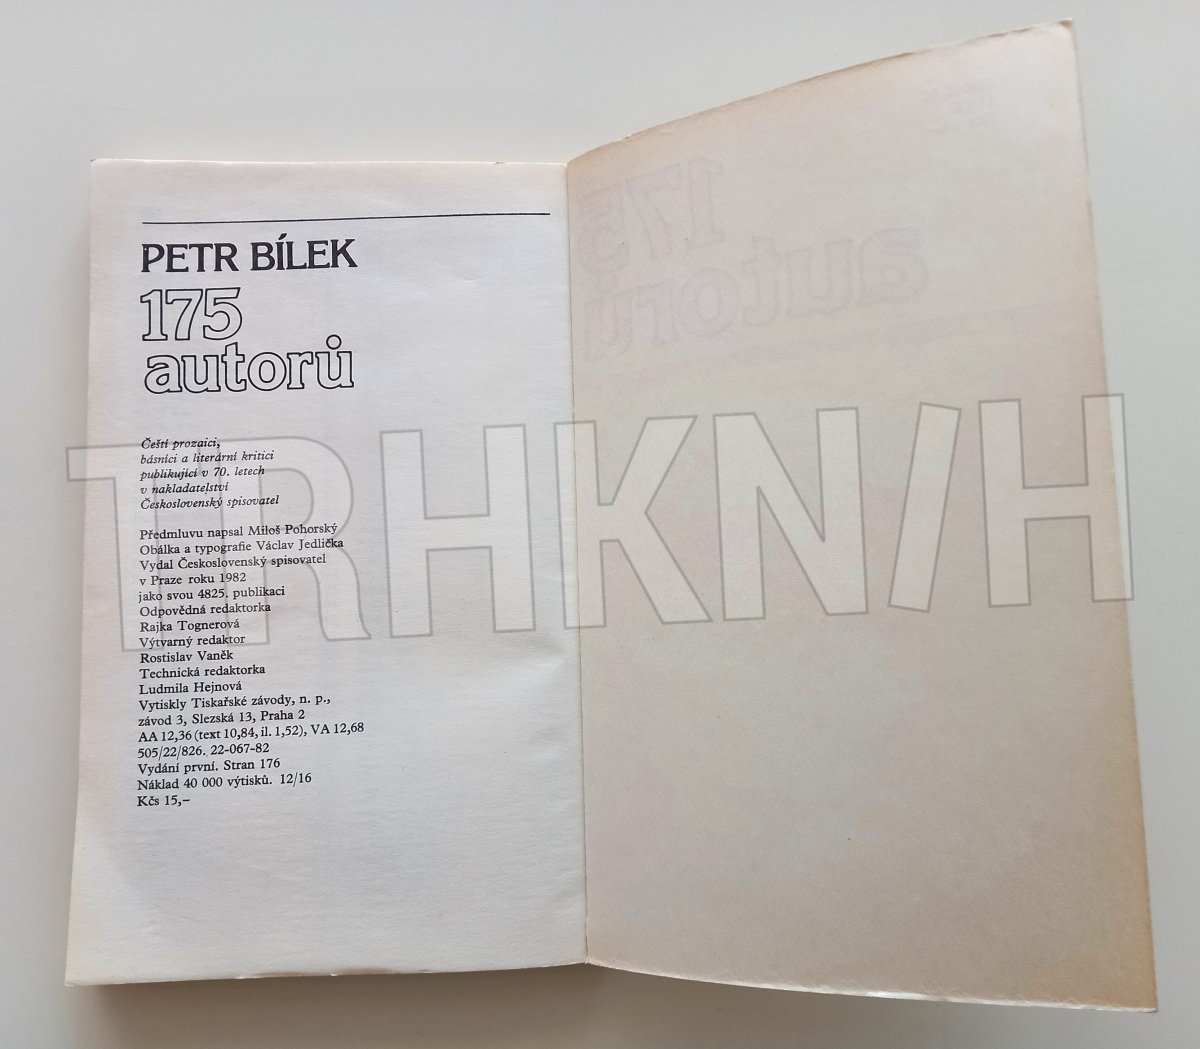 PETR BÍLEK
175
autorů
Čeští prozaici,
básníci a literární kritici
publikující v 70. letech
v nakladatelství
Československý spisovatel
Předmluvu napsal Miloš Pohorský
Obálka a typografie Václav Jedlička
Vydal Československý spisovatel
v Praze roku 1982
jako svou 4825. publikaci
Odpovědná redaktorka
Rajka Tognerová
Výtvarný redaktor
Rostislav Vaněk
Technická redaktorka
Ludmila Hejnová
Vytiskly Tiskařské závody, n. p.,
závod 3, Slezská 13, Praha 2
AA 12,36 (text 10,84, il. 1,52), VA 12,68
505/22/826. 22-067-82
Vydání první. Stran 176
Náklad 40 000 výtisků. 12/16
Kčs 15,–
175
autorů
TRHKN/H